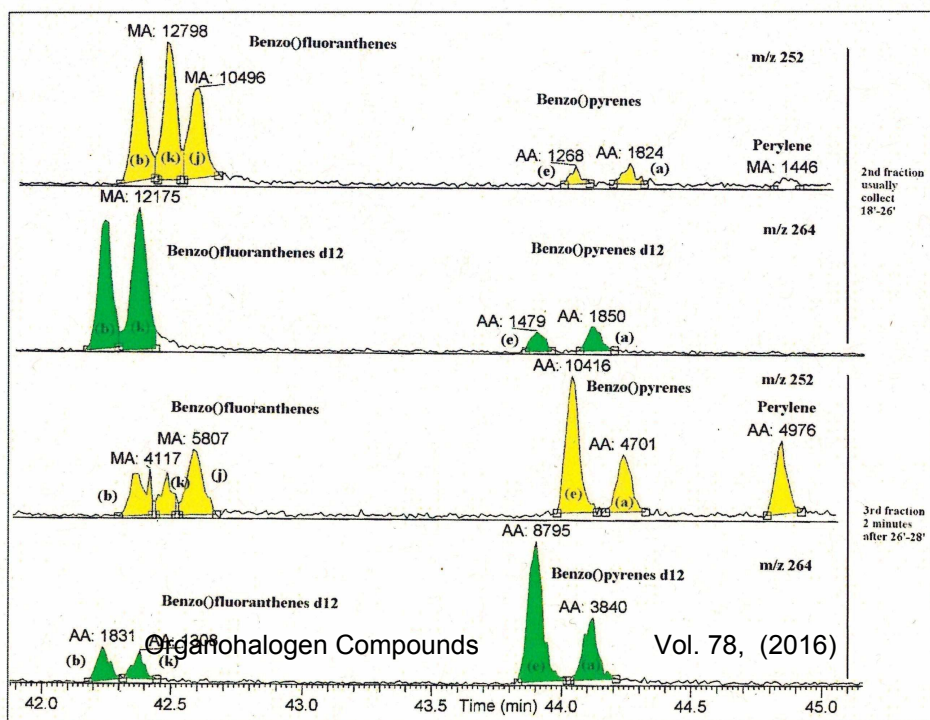 MA: 12798
Benzo()fluoranthenes
m/z 252
MA: 10496
Benzo()pyrenes
AA: 1268
AA: 1824
Perylene
MA: 1446
(b)
(k)
(j)
(e)
(a)
2nd fraction
usually
collect
18'-26'
MA: 12175
m/z 264
Benzo()fluoranthenes d12
Benzo()pyrenes d12
AA: 1479
AA: 1850
(b)
(k)
(e)
(a)
AA: 10416
m/z 252
Benzo()fluoranthenes
Benzo()pyrenes
Perylene
MA: 5807
MA: 4117
AA: 4701
AA: 4976
(b)
(k)
(j)
(e)
(a)
3rd fraction
2 minutes
after 26'-28'
AA: 8795
m/z 264
Benzo()fluoranthenes d12
Benzo()pyrenes d12
AA: 1831
AA: 3840
(b)
(k)
(e)
(a)
Organohalogen Compounds Vol. 78, (2016)
42.0 42.5 43.0 43.5 Time (min) 44.0 44.5 45.0